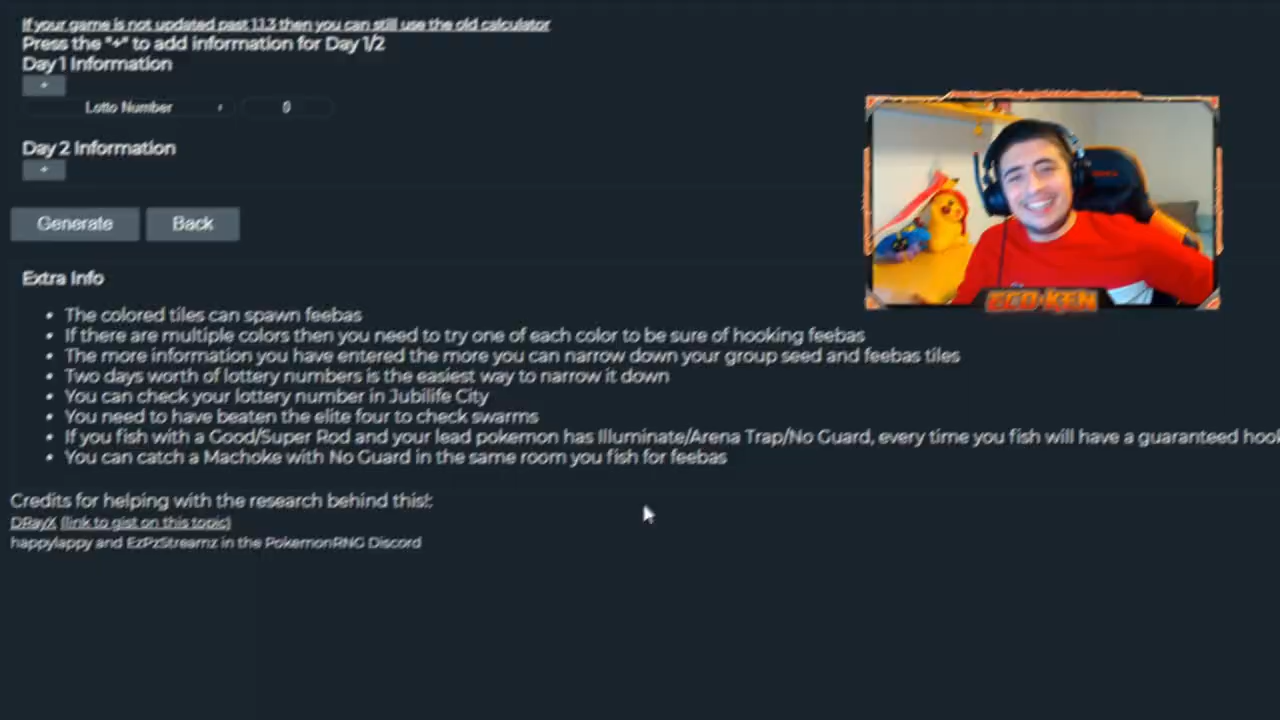 If your game is not updated past 1.1.3 then you can still use the old calculator
Press the "+" to add information for Day 1/2
Day 1 Information
+
Lotto Number 0
Day 2 Information
+
Generate Back
Extra Info
• The colored tiles can spawn feebas
• If there are multiple colors then you need to try one of each color to be sure of hooking feebas
• The more information you have entered the more you can narrow down your group seed and feebas tiles
• Two days worth of lottery numbers is the easiest way to narrow it down
• You can check your lottery number in Jubilife City
• You need to have beaten the elite four to check swarms
• If you fish with a Good/Super Rod and your lead pokemon has Illuminate/Arena Trap/No Guard, every time you fish will have a guaranteed hook
• You can catch a Machoke with No Guard in the same room you fish for feebas
Credits for helping with the research behind this!:
DRayX (link to gist on this topic)
happylappy and EzPzStreamz in the PokemonRNG Discord
ECO-KEN